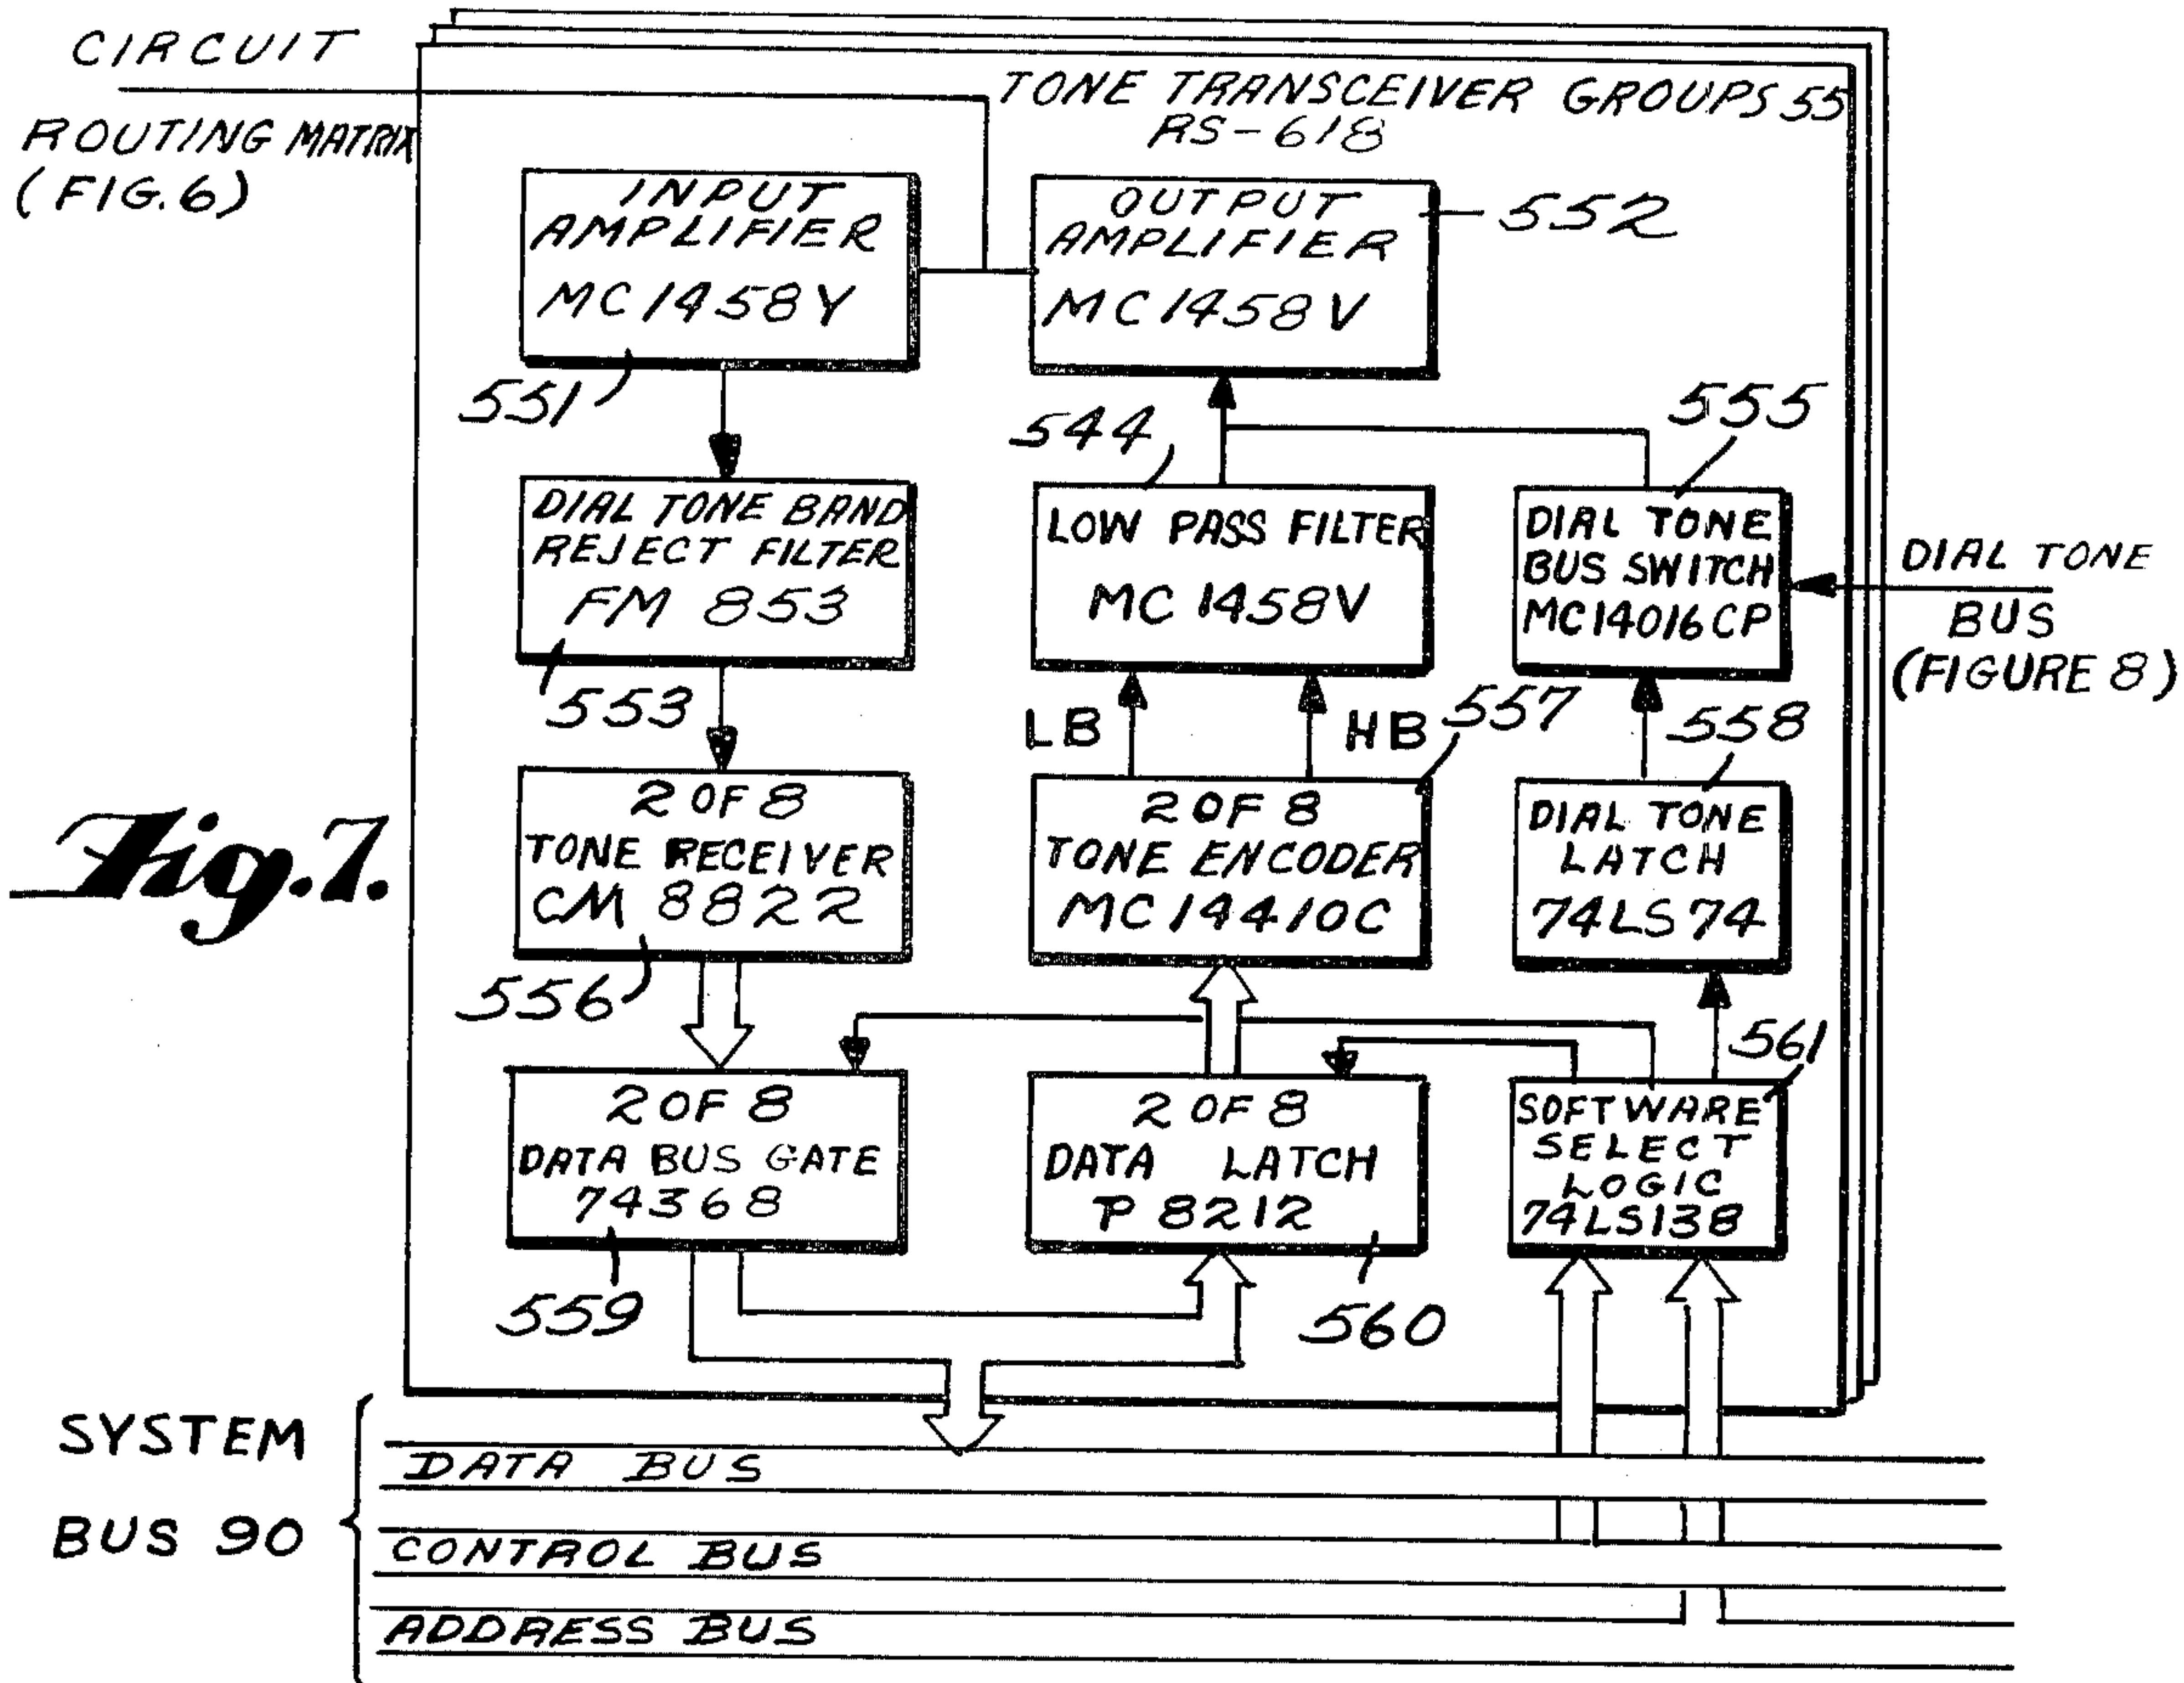 CIRCUIT
ROUTING MATRIX
(FIG. 6)
TONE TRANSCEIVER GROUPS 55
RS-618
INPUT
AMPLIFIER
MC1458Y
551
OUTPUT
AMPLIFIER
MC1458V
552
DIAL TONE BAND
REJECT FILTER
FM 853
553
544
LOW PASS FILTER
MC 1458V
555
DIAL TONE
BUS SWITCH
MC14016CP
DIAL TONE
BUS
(FIGURE 8)
LB
HB
557
558
2 OF 8
TONE RECEIVER
CM 8822
556
2 OF 8
TONE ENCODER
MC14410C
DIAL TONE
LATCH
74LS74
Fig. 7.
561
2 OF 8
DATA BUS GATE
74368
559
2 OF 8
DATA LATCH
P 8212
560
SOFTWARE
SELECT
LOGIC
74LS138
SYSTEM
BUS 90
DATA BUS
CONTROL BUS
ADDRESS BUS